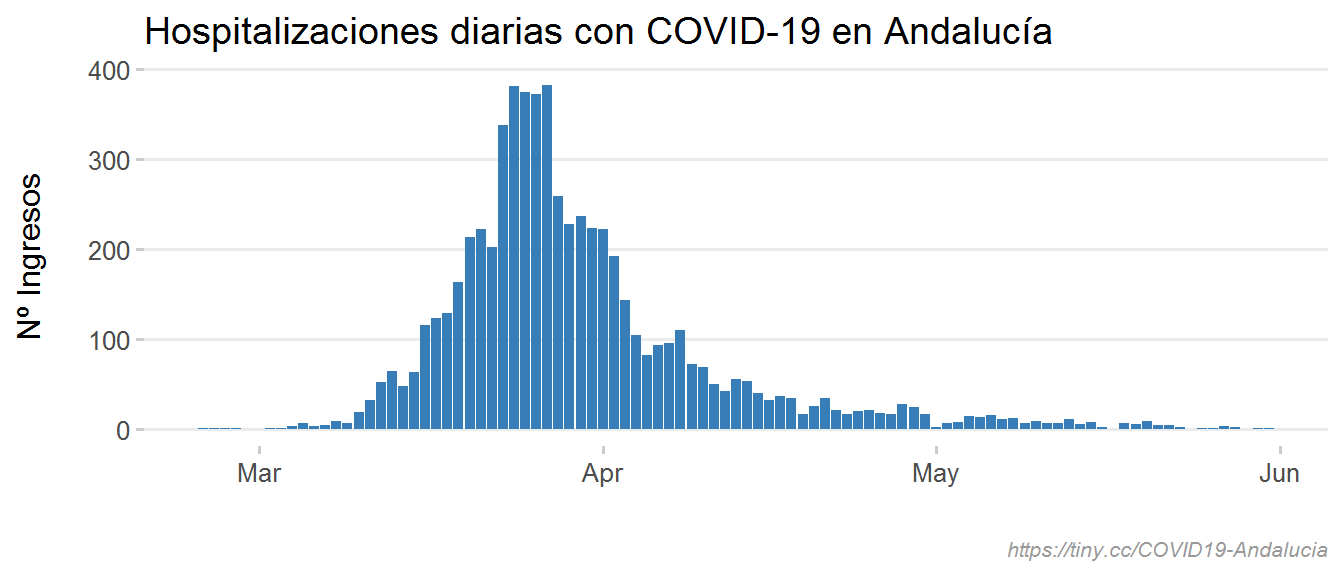 Hospitalizaciones diarias con COVID-19 en Andalucía
400
300
200
100
0
Nº Ingresos
Mar Apr May Jun
https://tiny.cc/COVID19-Andalucia